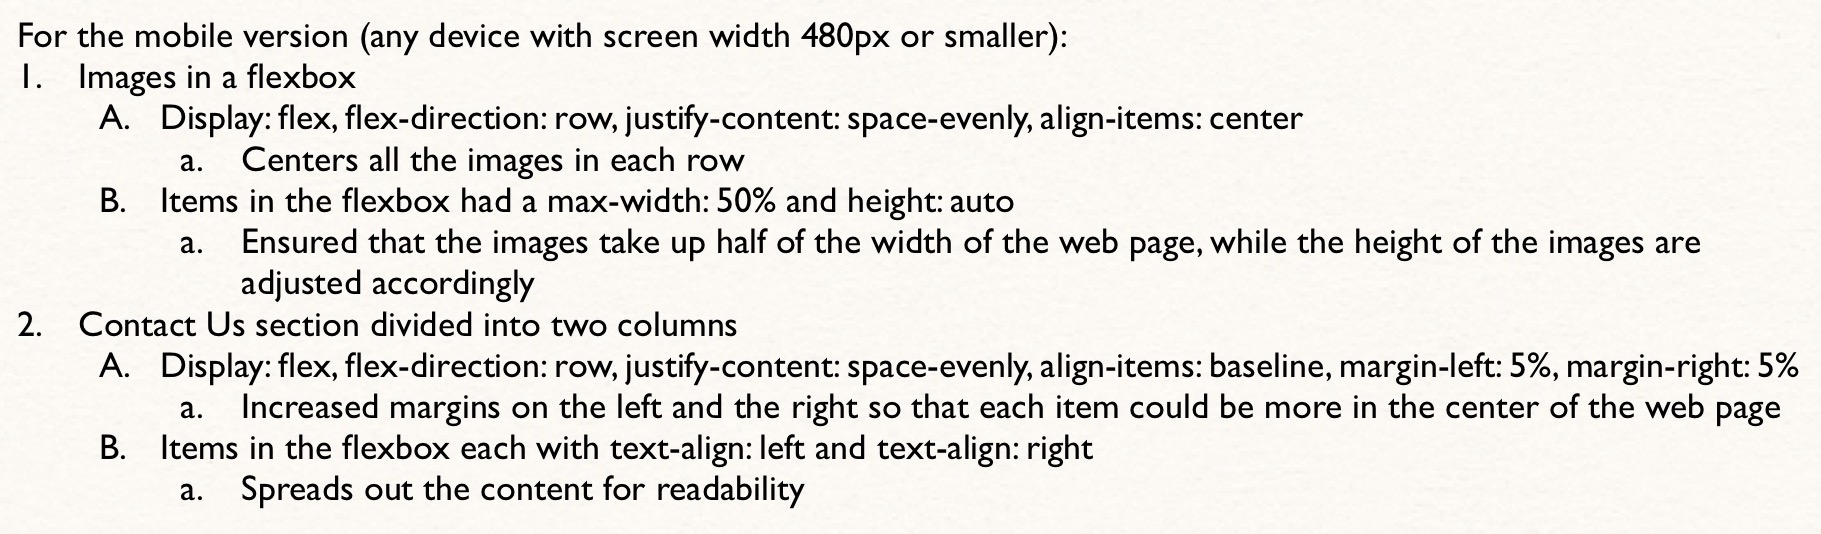 For the mobile version (any device with screen width 480px or smaller):
1. Images in a flexbox
A. Display: flex, flex-direction: row, justify-content: space-evenly, align-items: center
a. Centers all the images in each row
B. Items in the flexbox had a max-width: 50% and height: auto
a. Ensured that the images take up half of the width of the web page, while the height of the images are
adjusted accordingly
2. Contact Us section divided into two columns
A. Display: flex, flex-direction: row, justify-content: space-evenly, align-items: baseline, margin-left: 5%, margin-right: 5%
a. Increased margins on the left and the right so that each item could be more in the center of the web page
B. Items in the flexbox each with text-align: left and text-align: right
a. Spreads out the content for readability